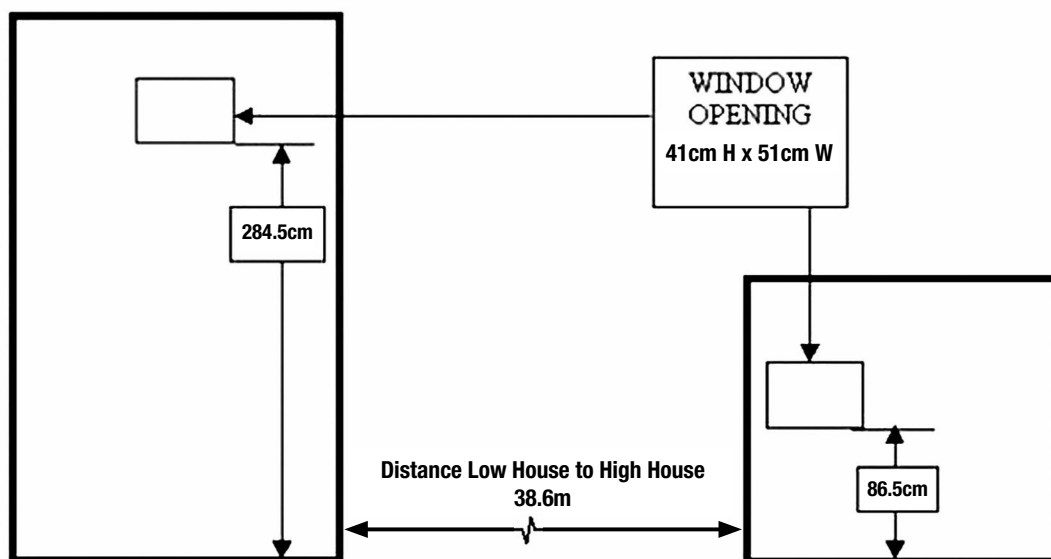 WINDOW
OPENING
41cm H x 51cm W
284.5cm
Distance Low House to High House
38.6m
86.5cm